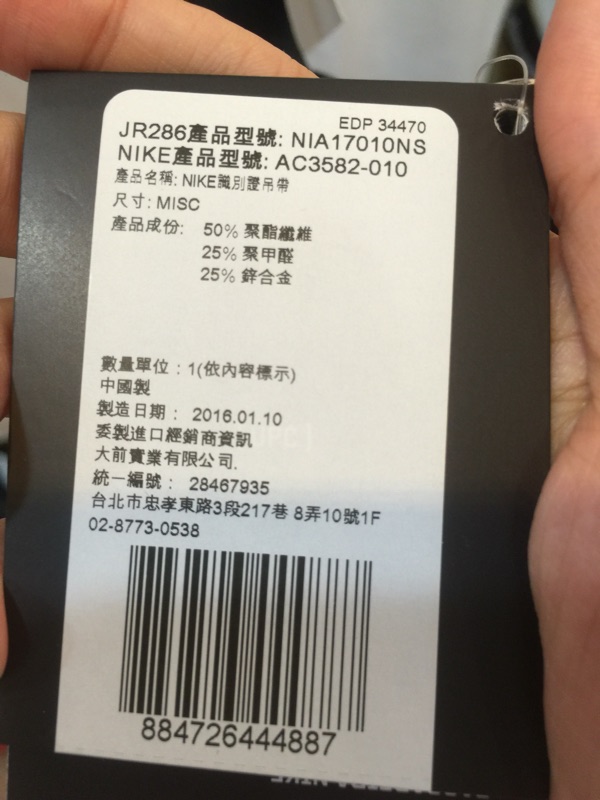 EDP 34470
JR286產品型號: NIA17010NS
NIKE產品型號: AC3582-010
產品名稱: NIKE識別證吊帶
尺寸: MISC
產品成份: 50% 聚酯纖維
25% 聚甲醛
25% 鋅合金
數量單位：1(依內容標示)
中國製
製造日期： 2016.01.10
委製進口經銷商資訊
大前實業有限公司.
統一編號： 28467935
台北市忠孝東路3段217巷 8弄10號1F
02-8773-0538
884726444887